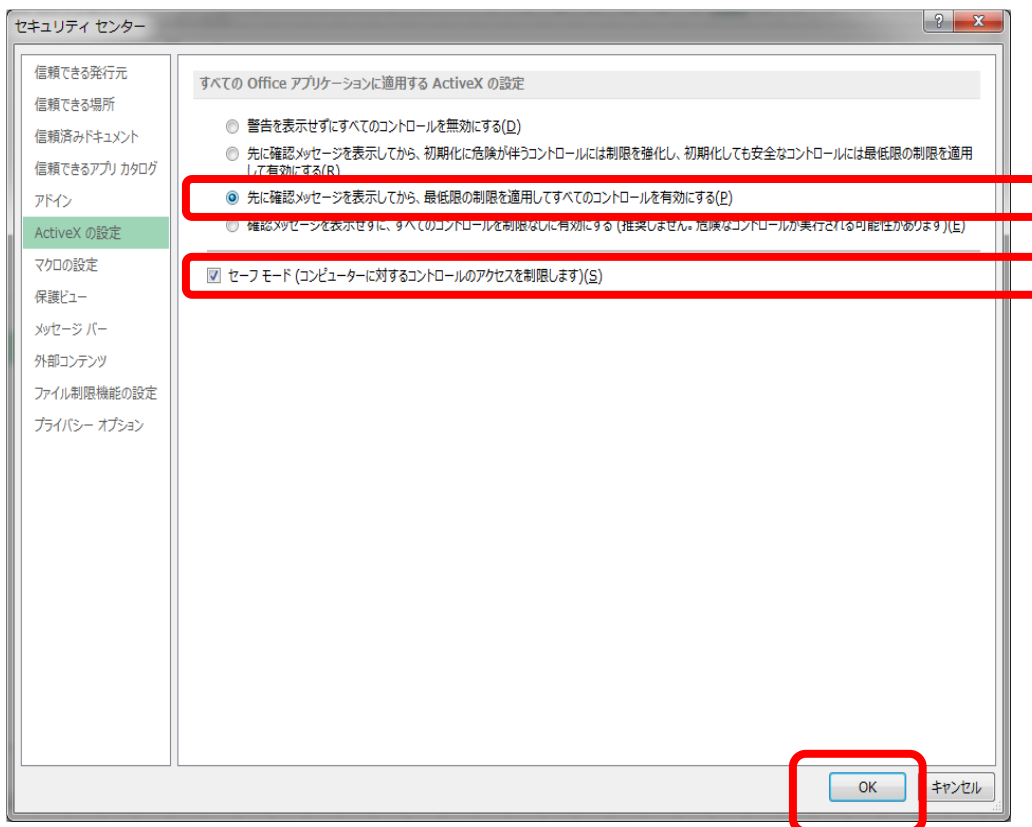 セキュリティ センター
?
X
信頼できる発行元
信頼できる場所
信頼済みドキュメント
信頼できるアプリ カタログ
アドイン
ActiveX の設定
マクロの設定
保護ビュー
メッセージ バー
外部コンテンツ
ファイル制限機能の設定
プライバシー オプション
すべての Office アプリケーションに適用する ActiveX の設定
警告を表示せずにすべてのコントロールを無効にする(D)
先に確認メッセージを表示してから、初期化に危険が伴うコントロールには制限を強化し、初期化しても安全なコントロールには最低限の制限を適用
して有効にする(R)
先に確認メッセージを表示してから、最低限の制限を適用してすべてのコントロールを有効にする(P)
確認メッセージを表示せずに、すべてのコントロールを制限なしに有効にする (推奨しません。危険なコントロールが実行される可能性があります)(E)
セーフ モード (コンピューターに対するコントロールのアクセスを制限します)(S)
OK
キャンセル